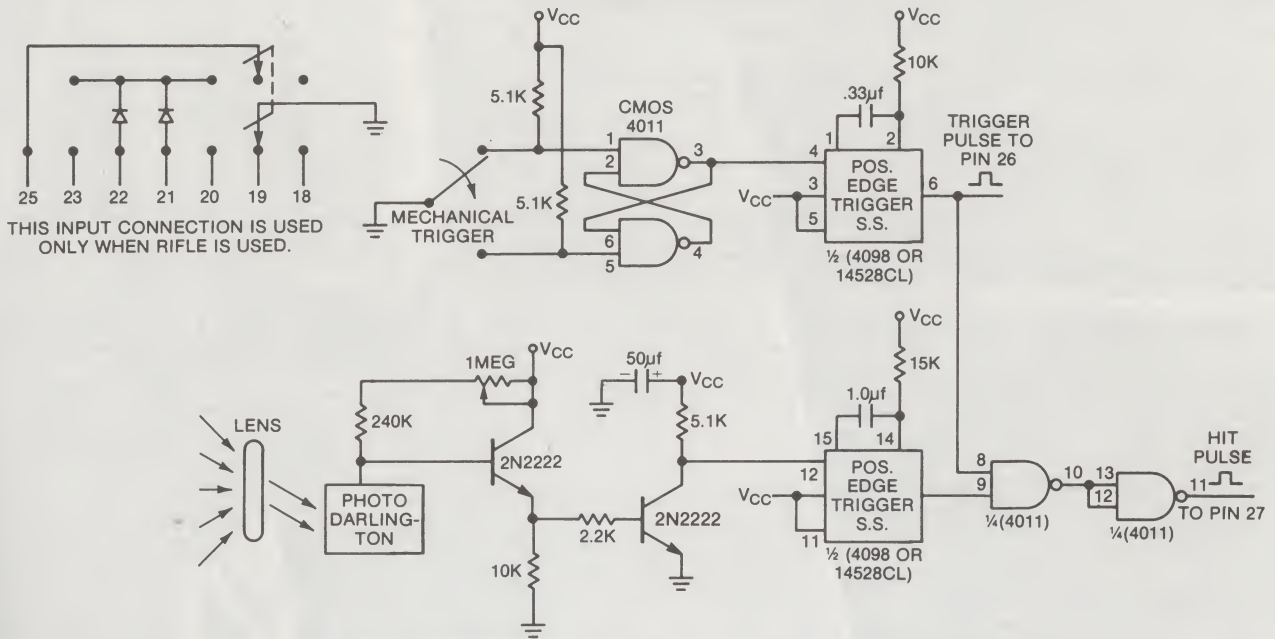 25 23 22 21 20 19 18
THIS INPUT CONNECTION IS USED
ONLY WHEN RIFLE IS USED.
VCC
5.1K
5.1K
MECHANICAL
TRIGGER
CMOS
4011
1
2
3
6
5
4
VCC
10K
.33µf
1
2
4
VCC
3
5
POS.
EDGE
TRIGGER
S.S.
6
½ (4098 OR
14528CL)
TRIGGER
PULSE TO
PIN 26
LENS
PHOTO
DARLING-
TON
240K
1MEG
VCC
2N2222
10K
2.2K
50µf
− +
VCC
5.1K
2N2222
VCC
15K
1.0µf
15
14
12
VCC
11
POS.
EDGE
TRIGGER
S.S.
½ (4098 OR
14528CL)
8
9
10
¼(4011)
13
12
11
¼(4011)
HIT
PULSE
TO PIN 27